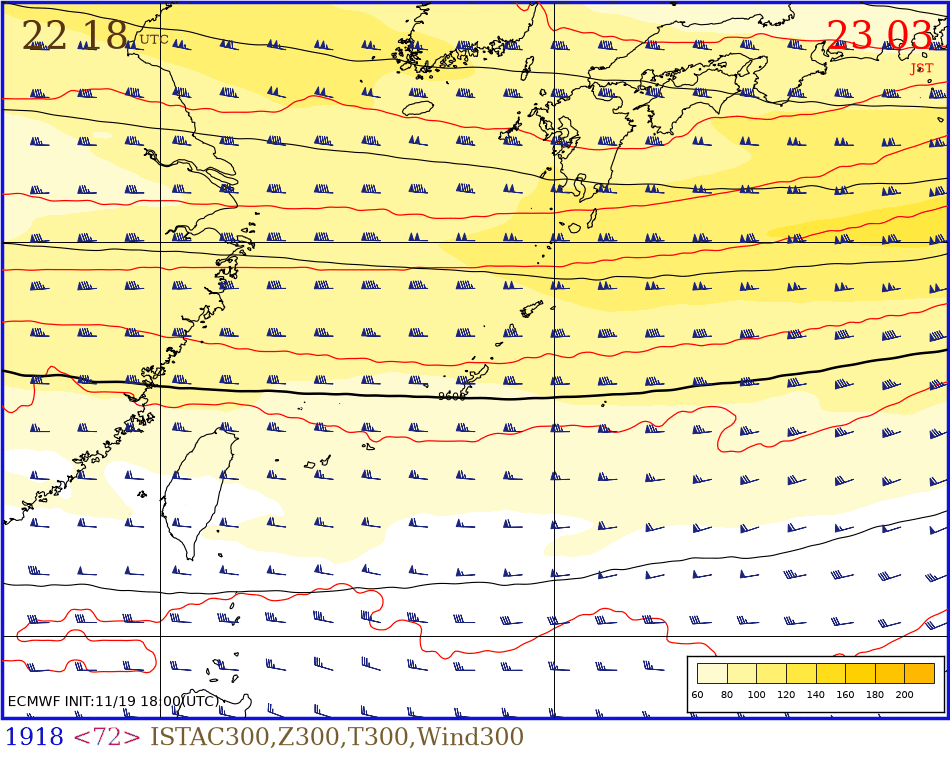 22 18 UTC 23 03
JST
9600
ECMWF INIT:11/19 18:00(UTC)
60 80 100 120 140 160 180 200
1918 <72> ISTAC300,Z300,T300,Wind300